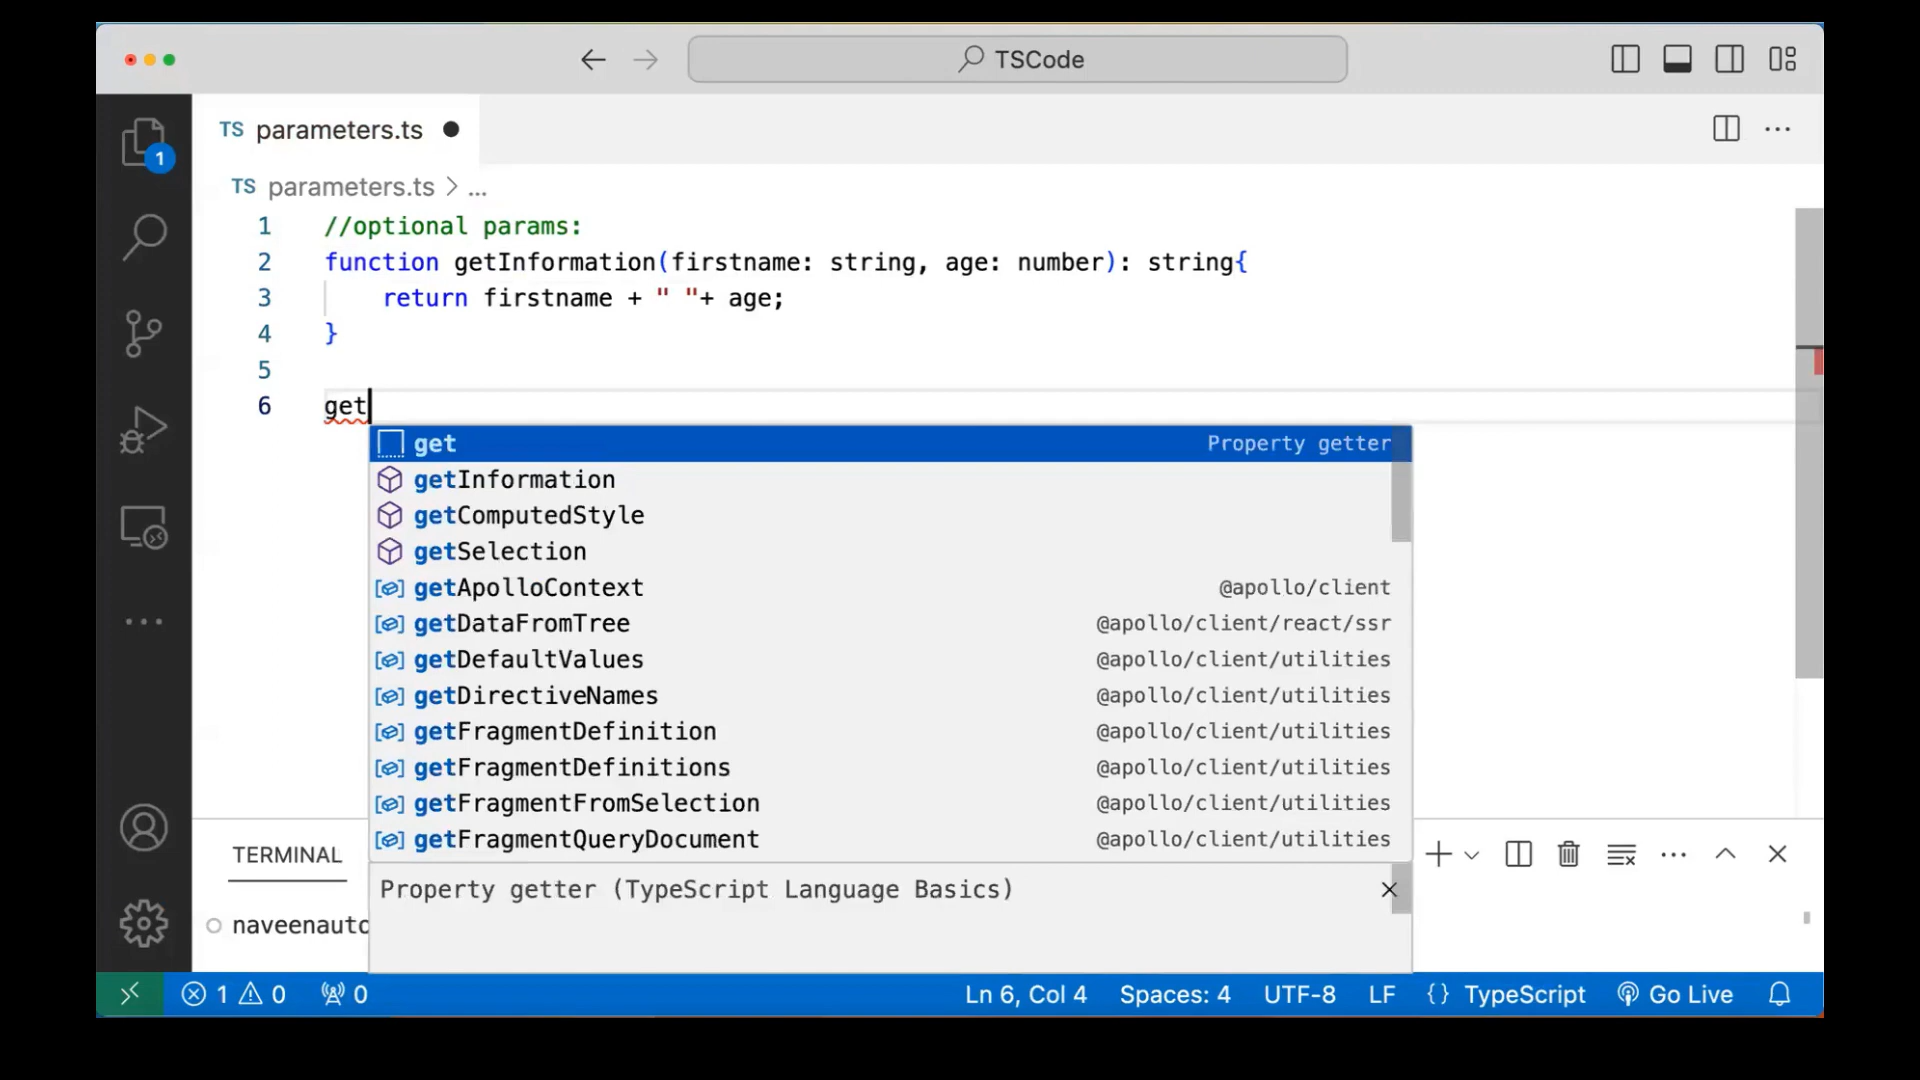 TSCode
TS parameters.ts
TS parameters.ts > ...
1 //optional params:
2 function getInformation(firstname: string, age: number): string{
3 return firstname + " "+ age;
4 }
5
6 get
get Property getter
getInformation
getComputedStyle
getSelection
getApolloContext @apollo/client
getDataFromTree @apollo/client/react/ssr
getDefaultValues @apollo/client/utilities
getDirectiveNames @apollo/client/utilities
getFragmentDefinition @apollo/client/utilities
getFragmentDefinitions @apollo/client/utilities
getFragmentFromSelection @apollo/client/utilities
getFragmentQueryDocument @apollo/client/utilities
Property getter (TypeScript Language Basics)
1
TERMINAL
naveenauto
1 0 0 Ln 6, Col 4 Spaces: 4 UTF-8 LF {} TypeScript Go Live